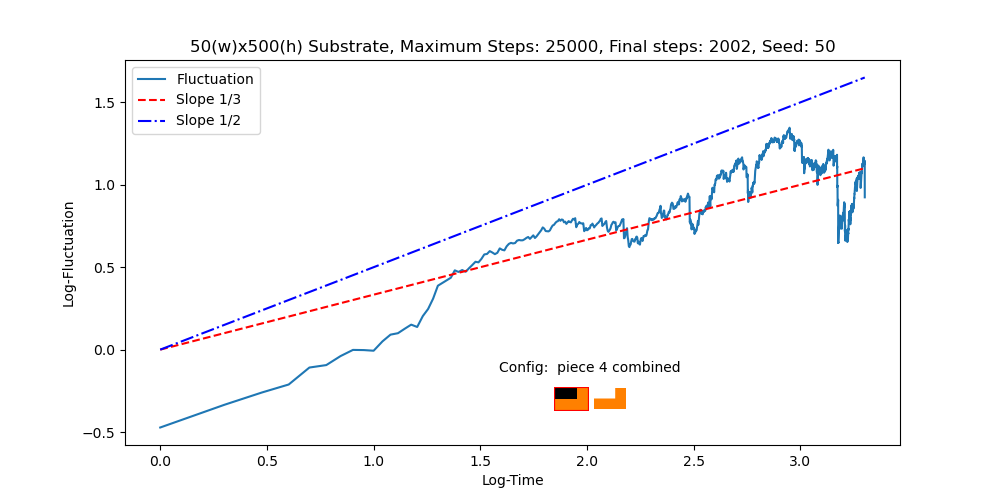 50(w)x500(h) Substrate, Maximum Steps: 25000, Final steps: 2002, Seed: 50
Fluctuation
Slope 1/3
Slope 1/2
1.5
1.0
0.5
0.0
−0.5
Log-Fluctuation
Config:  piece 4 combined
0.0 0.5 1.0 1.5 2.0 2.5 3.0
Log-Time